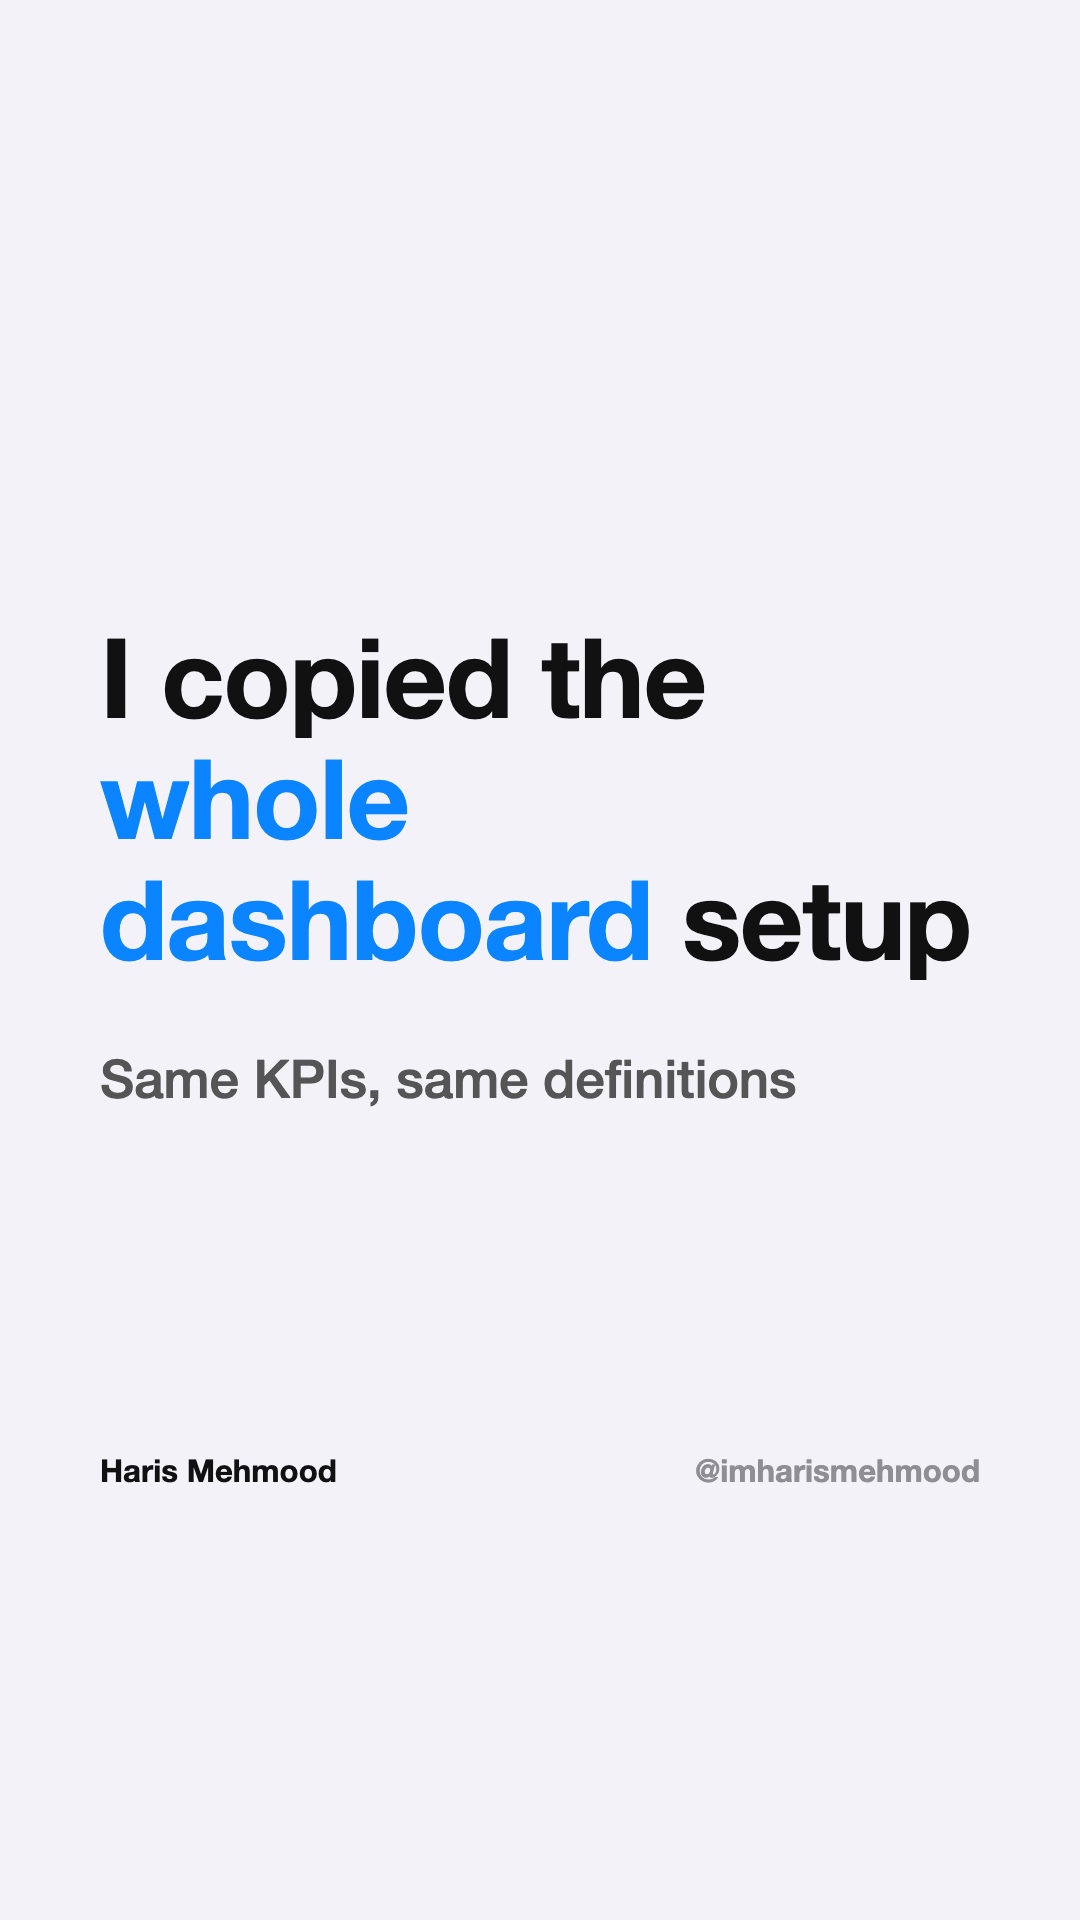 I copied the
whole
dashboard setup
Same KPIs, same definitions
Haris Mehmood
@imharismehmood